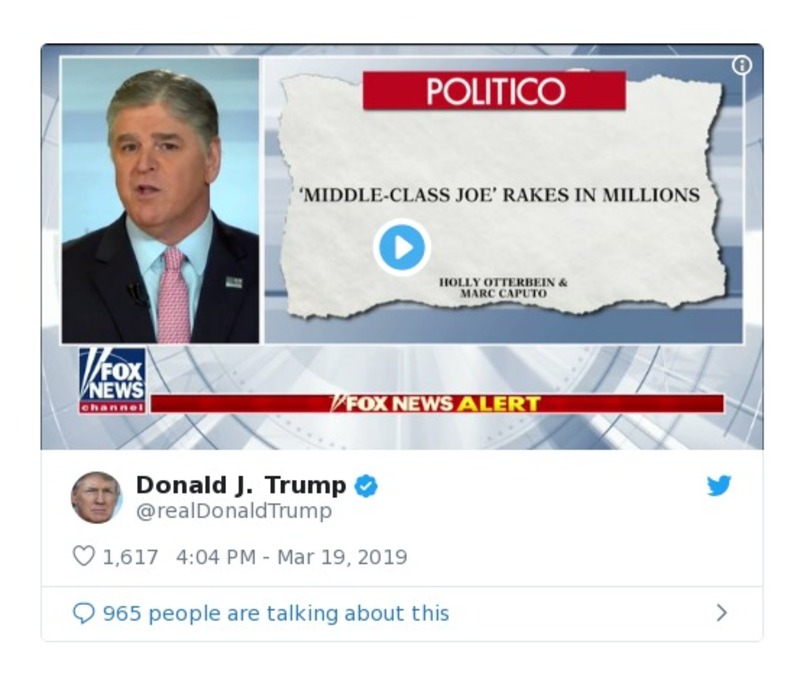 POLITICO
'MIDDLE-CLASS JOE' RAKES IN MILLIONS
HOLLY OTTERBEIN &
MARC CAPUTO
FOX
NEWS
channel
FOX NEWS ALERT
Donald J. Trump
@realDonaldTrump
1,617 4:04 PM - Mar 19, 2019
965 people are talking about this